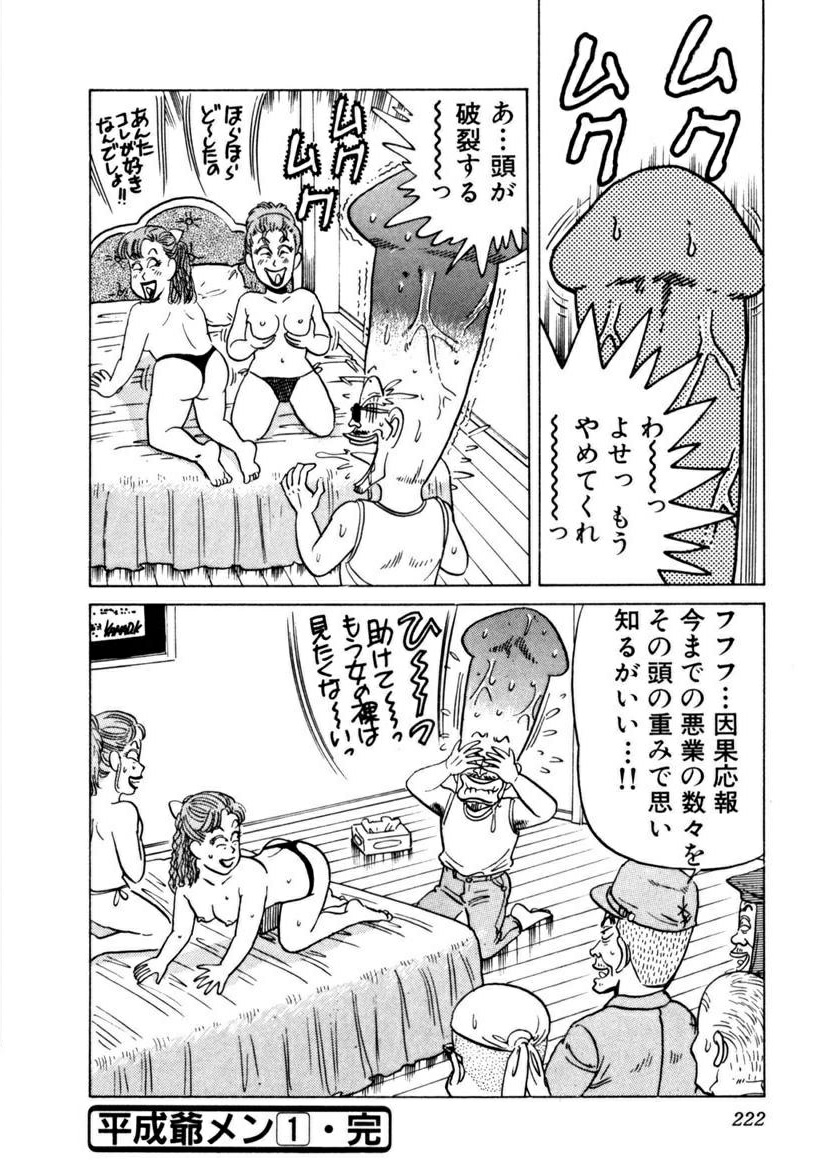 ムク
ムク
わ〜〜〜っ
よせっ もう
やめてくれ
〜〜〜っ
あ…頭が
破裂する
〜〜〜っ
ムク
ムク
ほらほら
ど〜したの
あんた
コレが好き
なんでしょ!!
フフフ…因果応報
今までの悪業の数々を
その頭の重みで思い
知るがいい…!!
ひ〜〜っ
助けて〜〜っ
もう女の裸は
見たくな〜いっ
平成爺メン1・完
222